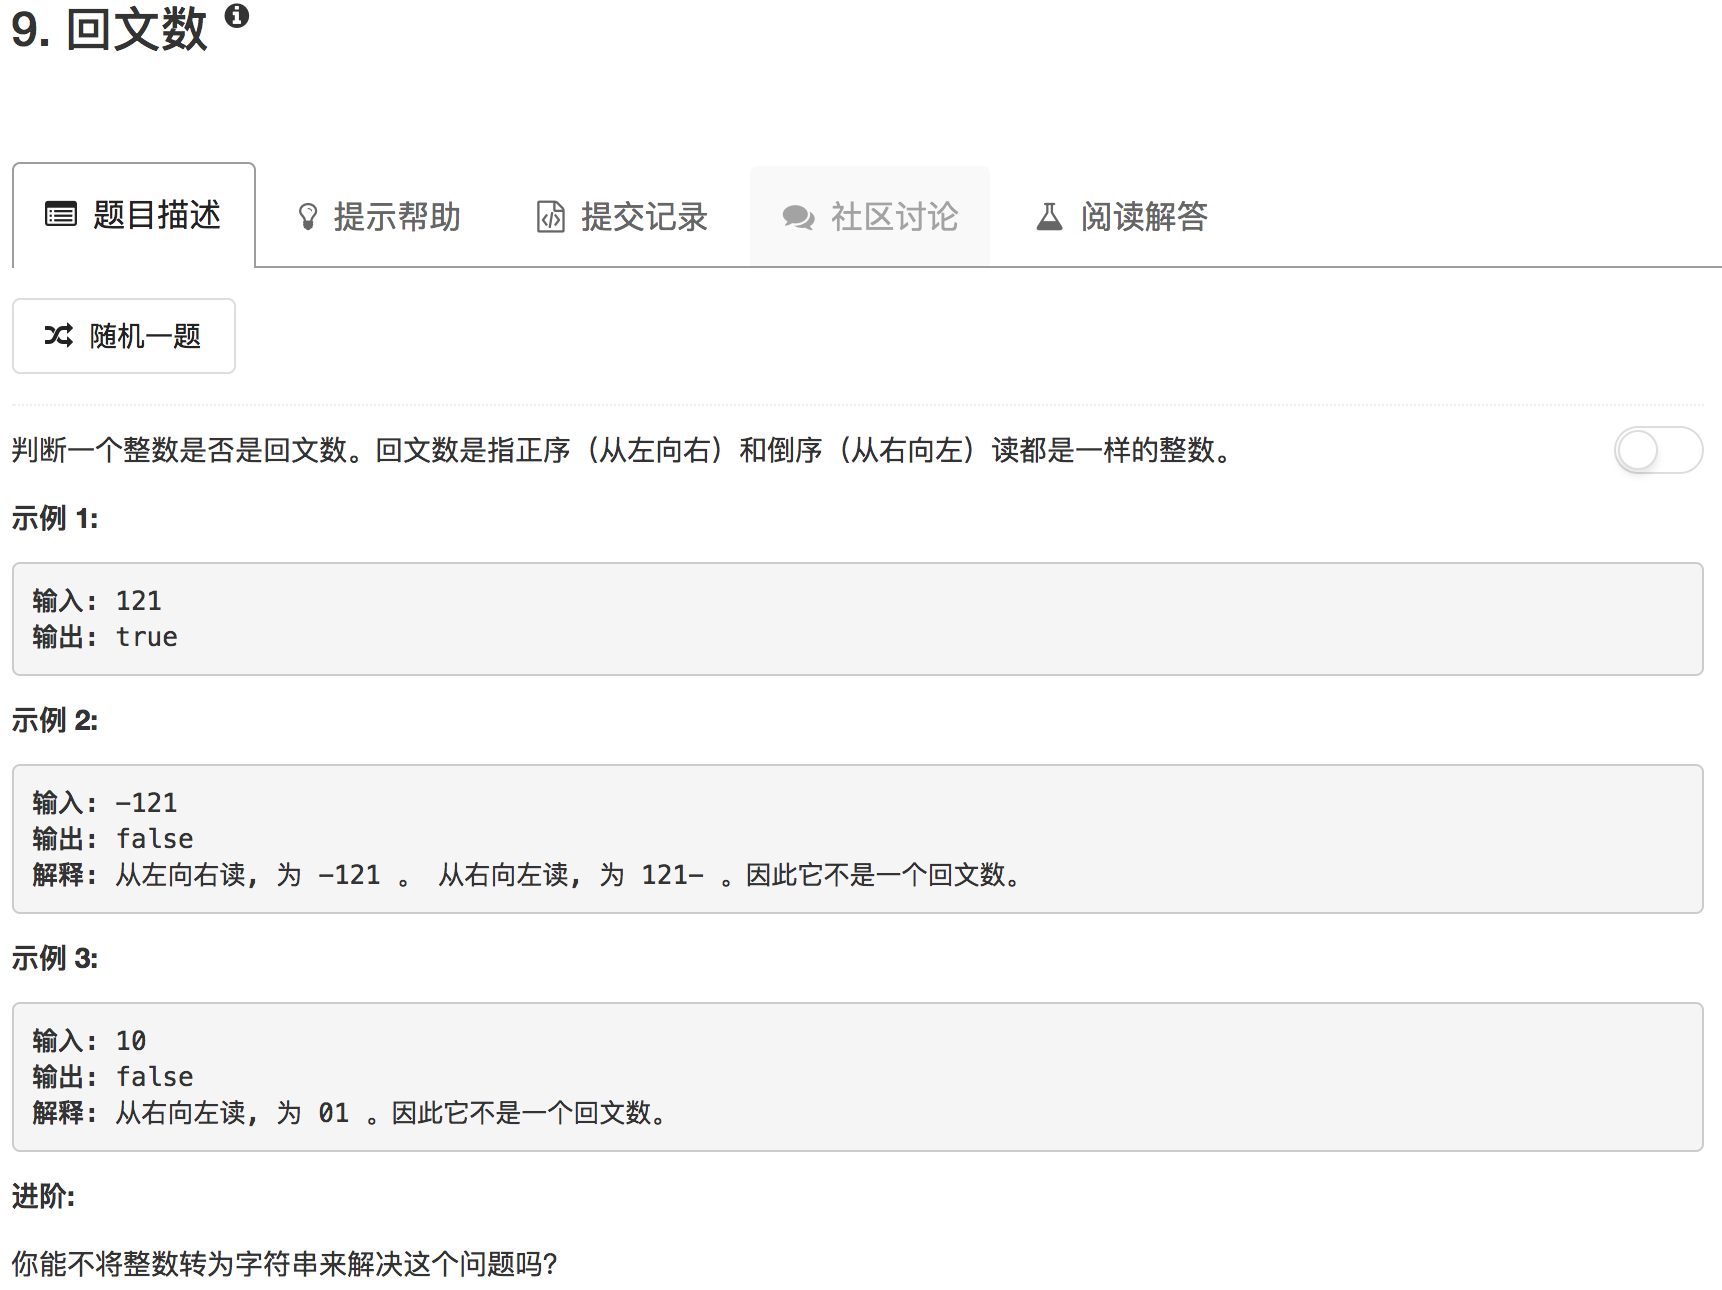 9. 回文数
题目描述 提示帮助 提交记录 社区讨论 阅读解答
随机一题
判断一个整数是否是回文数。回文数是指正序（从左向右）和倒序（从右向左）读都是一样的整数。
示例 1:
输入: 121
输出: true
示例 2:
输入: -121
输出: false
解释: 从左向右读, 为 -121 。 从右向左读, 为 121- 。因此它不是一个回文数。
示例 3:
输入: 10
输出: false
解释: 从右向左读, 为 01 。因此它不是一个回文数。
进阶:
你能不将整数转为字符串来解决这个问题吗?